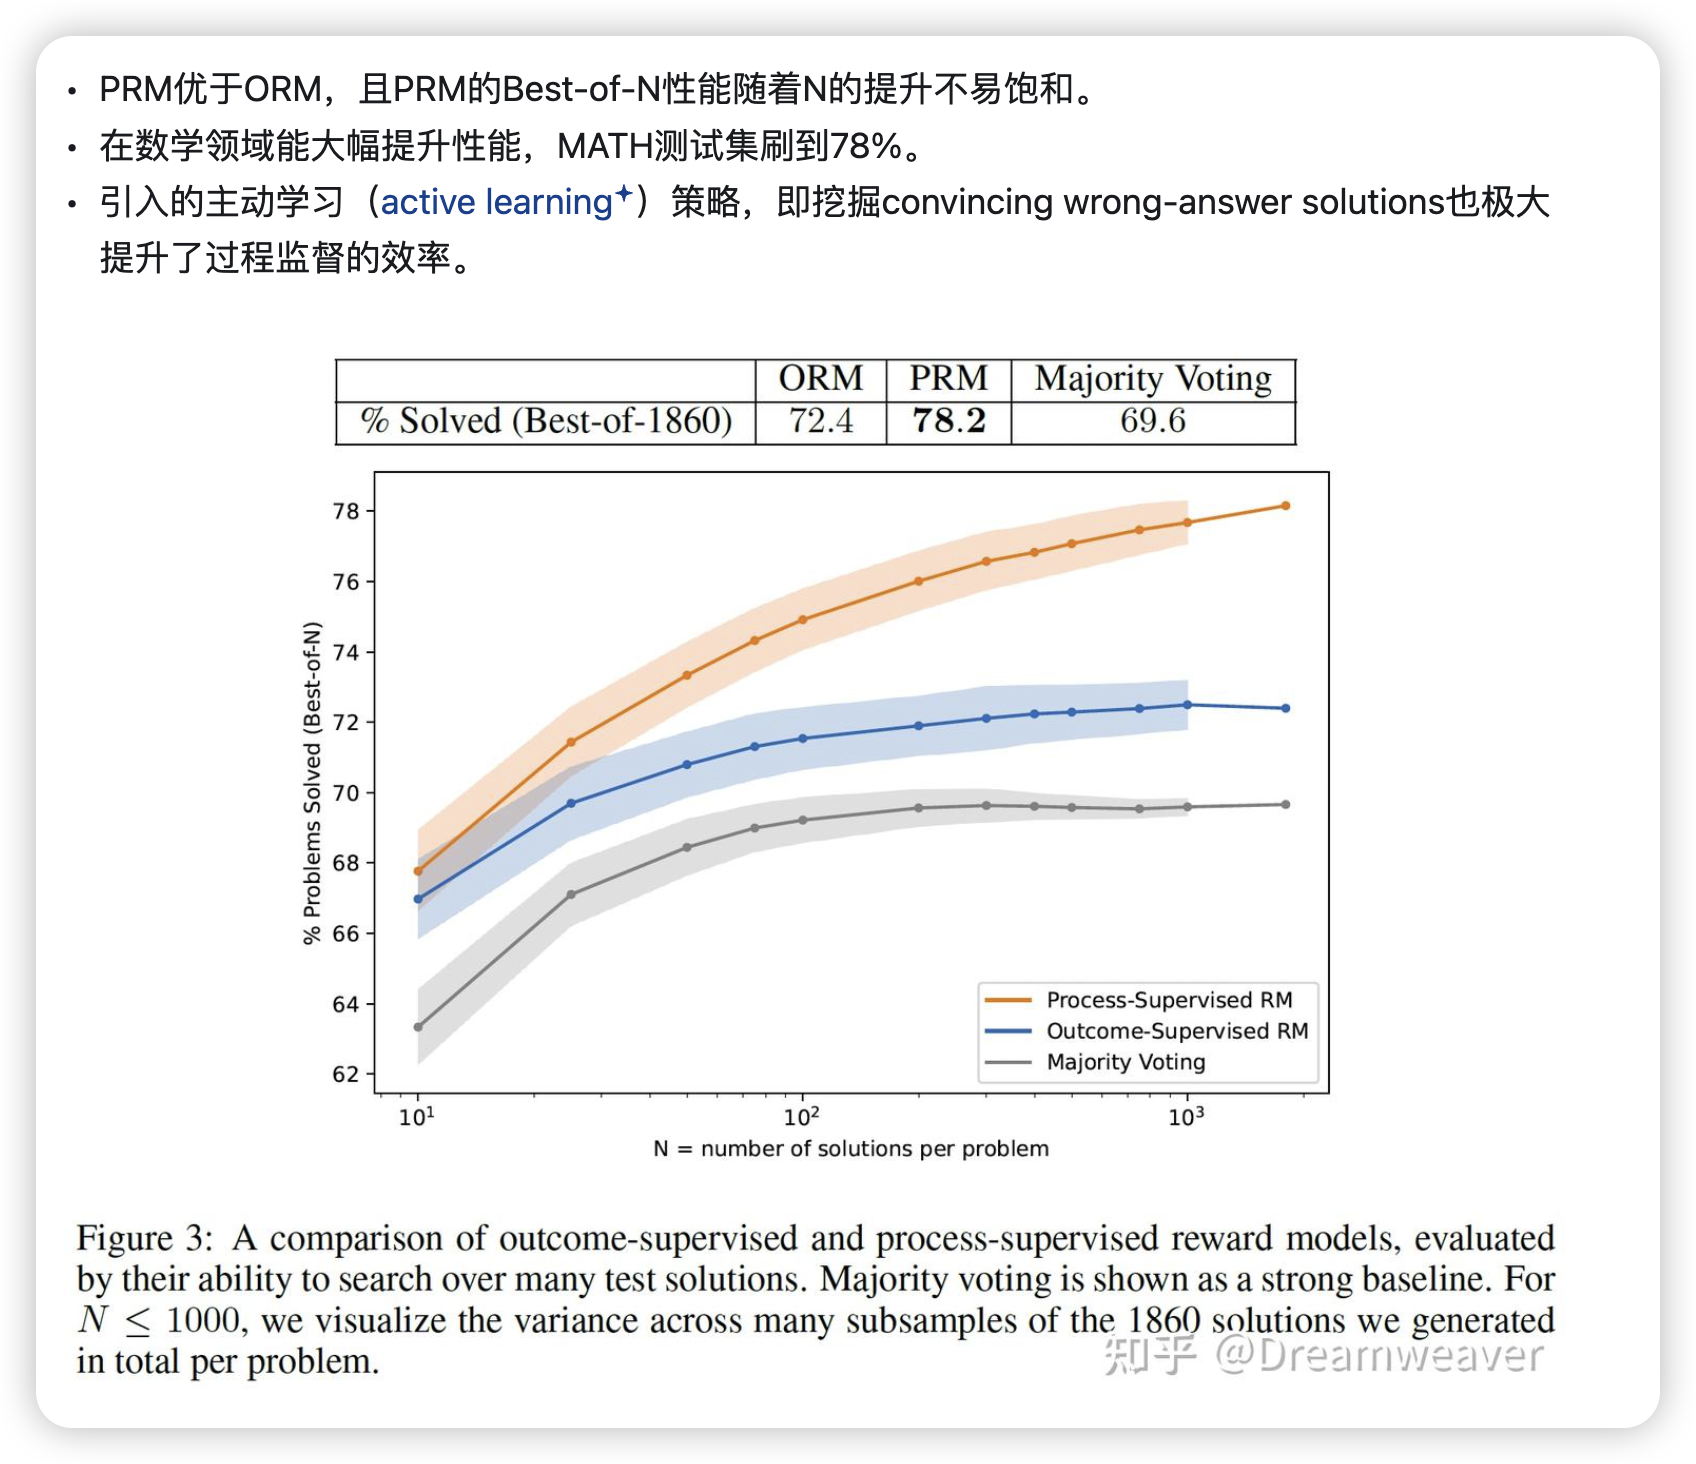 • PRM优于ORM，且PRM的Best-of-N性能随着N的提升不易饱和。
• 在数学领域能大幅提升性能，MATH测试集刷到78%。
• 引入的主动学习（active learning）策略，即挖掘convincing wrong-answer solutions也极大
提升了过程监督的效率。
ORM PRM Majority Voting
% Solved (Best-of-1860) 72.4 78.2 69.6
% Problems Solved (Best-of-N)
78
76
74
72
70
68
66
64
62
Process-Supervised RM
Outcome-Supervised RM
Majority Voting
10¹ 10² 10³
N = number of solutions per problem
Figure 3: A comparison of outcome-supervised and process-supervised reward models, evaluated
by their ability to search over many test solutions. Majority voting is shown as a strong baseline. For
N ≤ 1000, we visualize the variance across many subsamples of the 1860 solutions we generated
in total per problem.
知乎 @Dreamweaver